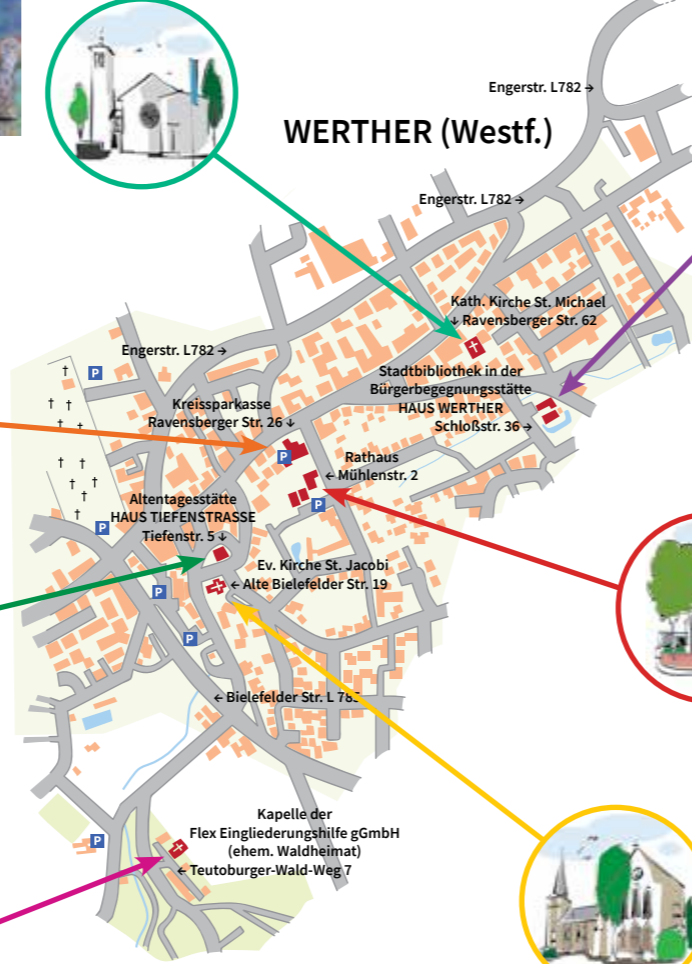 Engerstr. L782 →
WERTHER (Westf.)
Engerstr. L782 →
Kath. Kirche St. Michael
↓ Ravensberger Str. 62
Engerstr. L782 →
Stadtbibliothek in der
Bürgerbegegnungsstätte
HAUS WERTHER
Schloßstr. 36 →
P
Kreissparkasse
Ravensberger Str. 26 ↓
P
Rathaus
← Mühlenstr. 2
P
Altentagesstätte
HAUS TIEFENSTRASSE
Tiefenstr. 5 ↓
P
Ev. Kirche St. Jacobi
← Alte Bielefelder Str. 19
P
P
← Bielefelder Str. L 785
Kapelle der
Flex Eingliederungshilfe gGmbH
(ehem. Waldheimat)
← Teutoburger-Wald-Weg 7
P